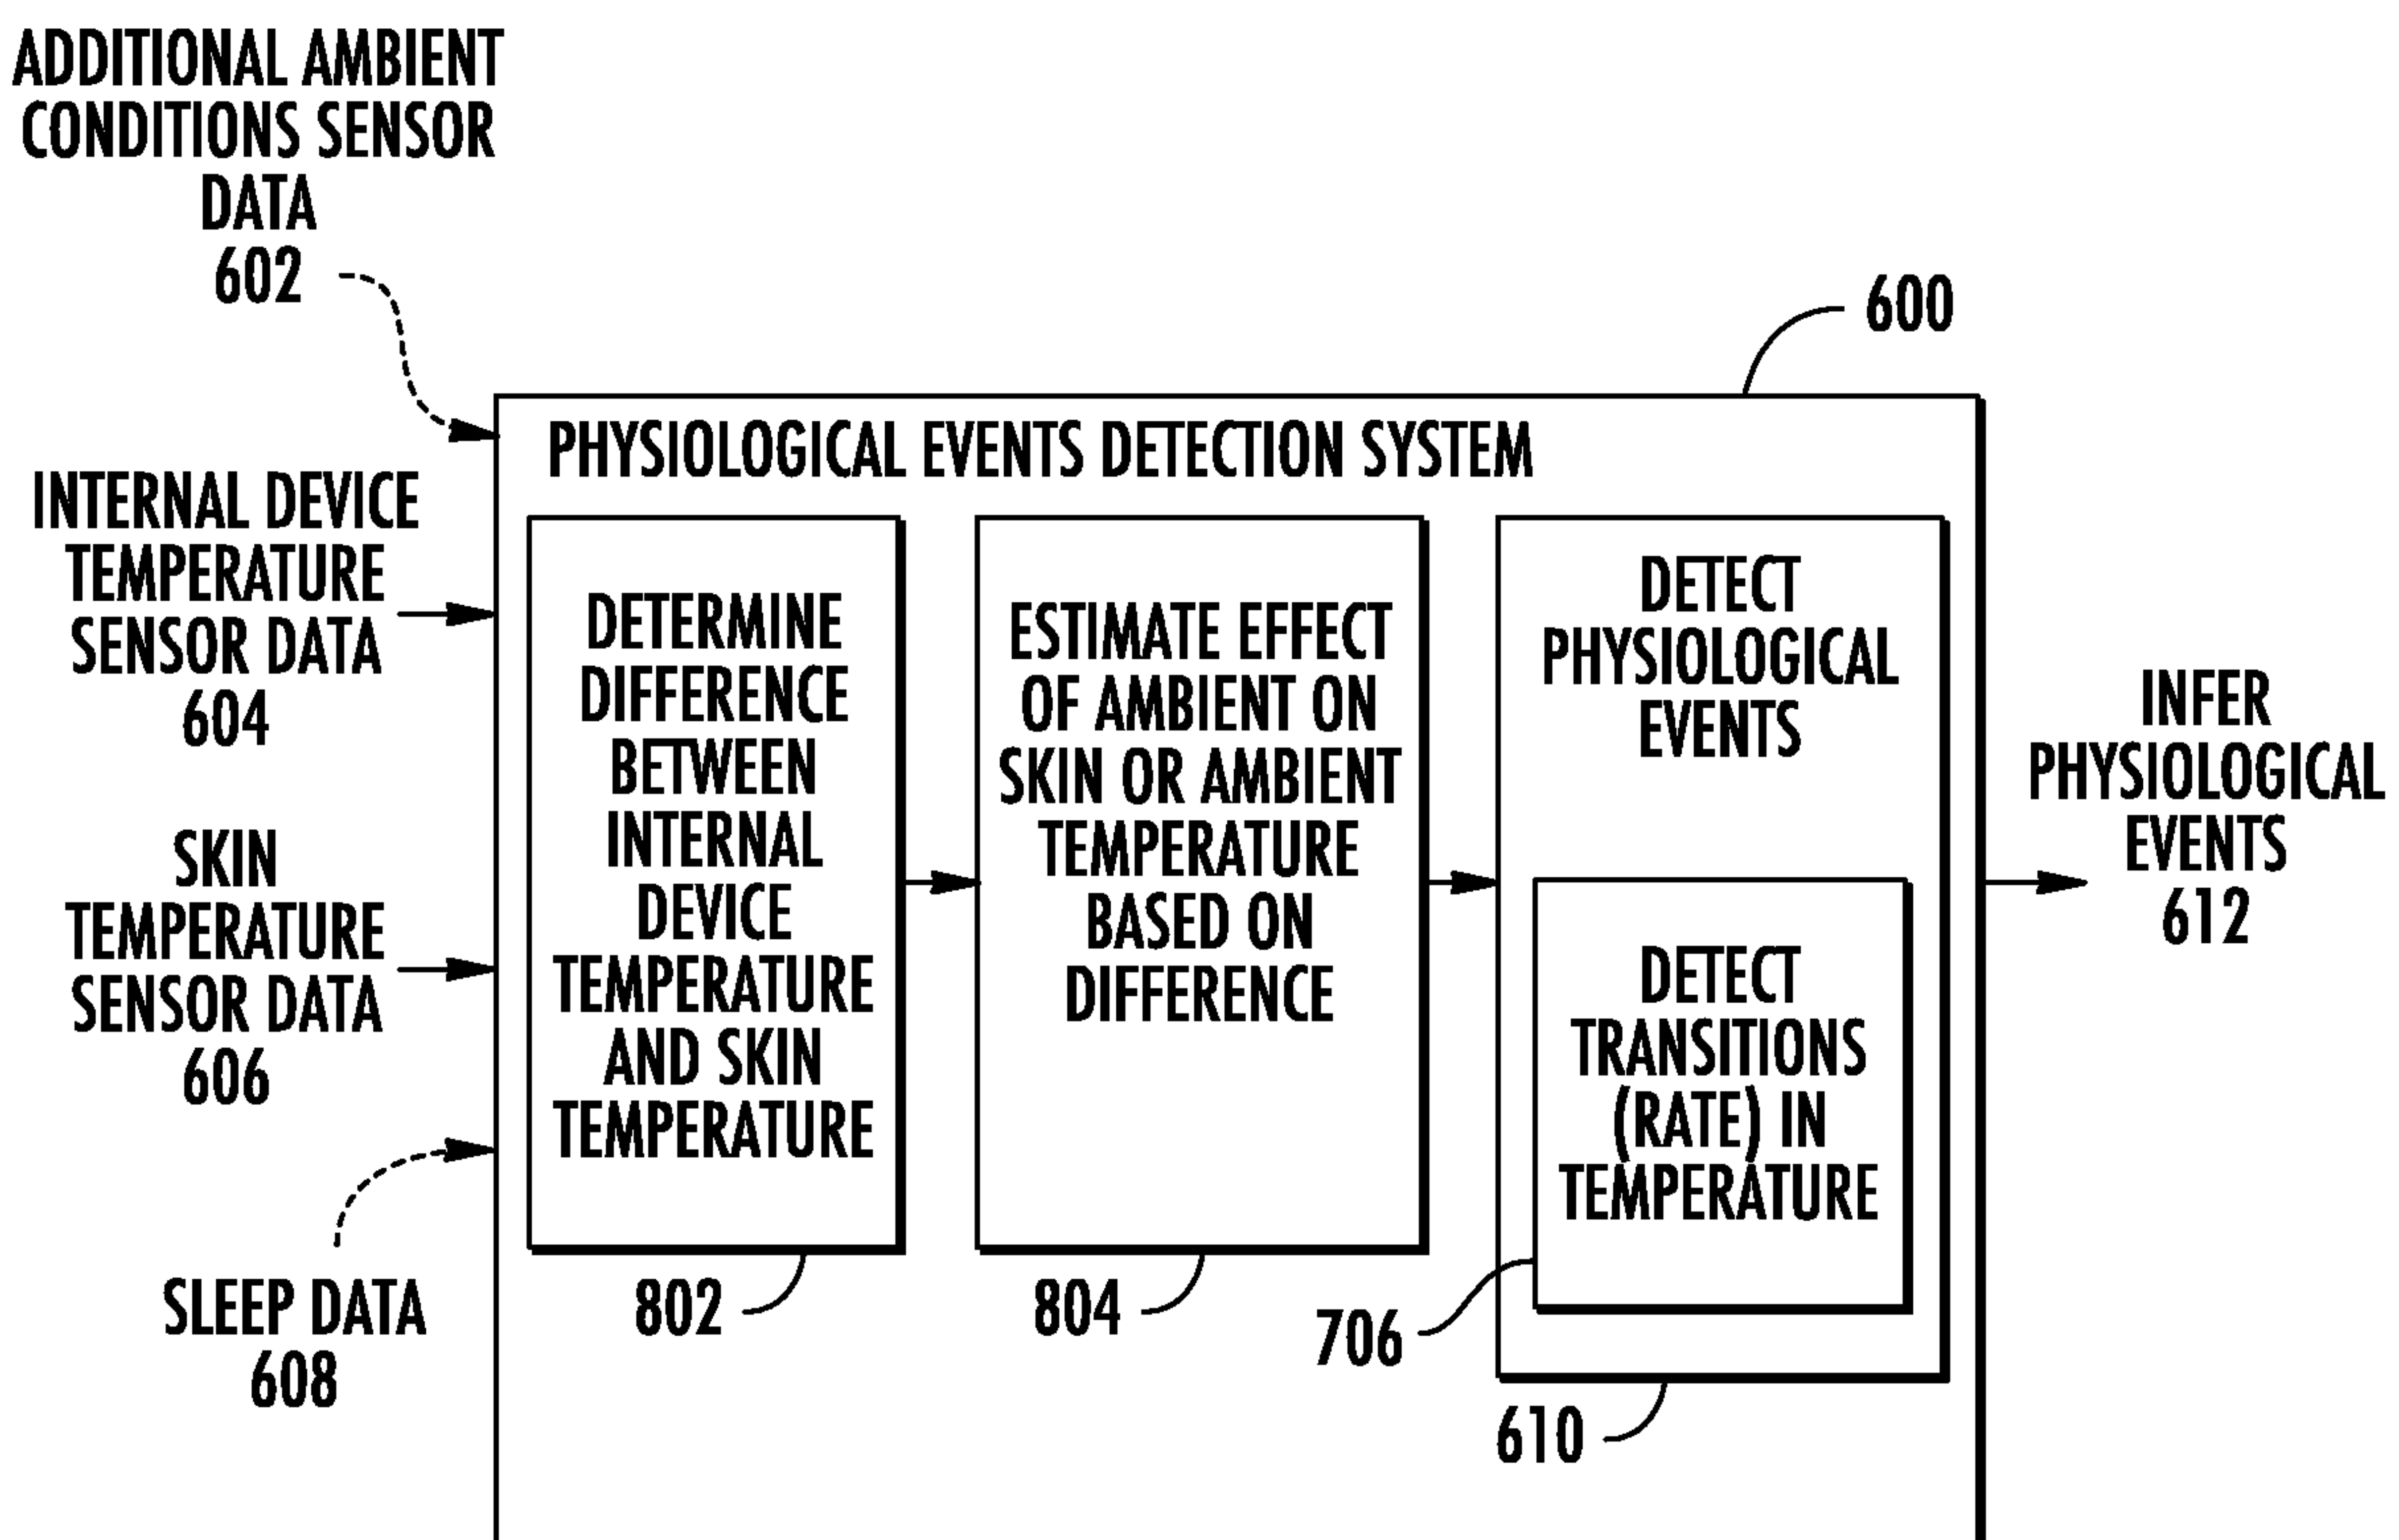 ADDITIONAL AMBIENT
CONDITIONS SENSOR
DATA
602
600
PHYSIOLOGICAL EVENTS DETECTION SYSTEM
INTERNAL DEVICE
TEMPERATURE
SENSOR DATA
604
SKIN
TEMPERATURE
SENSOR DATA
606
SLEEP DATA
608
DETERMINE
DIFFERENCE
BETWEEN
INTERNAL
DEVICE
TEMPERATURE
AND SKIN
TEMPERATURE
802
ESTIMATE EFFECT
OF AMBIENT ON
SKIN OR AMBIENT
TEMPERATURE
BASED ON
DIFFERENCE
804
DETECT
PHYSIOLOGICAL
EVENTS
DETECT
TRANSITIONS
(RATE) IN
TEMPERATURE
706
610
INFER
PHYSIOLOGICAL
EVENTS
612